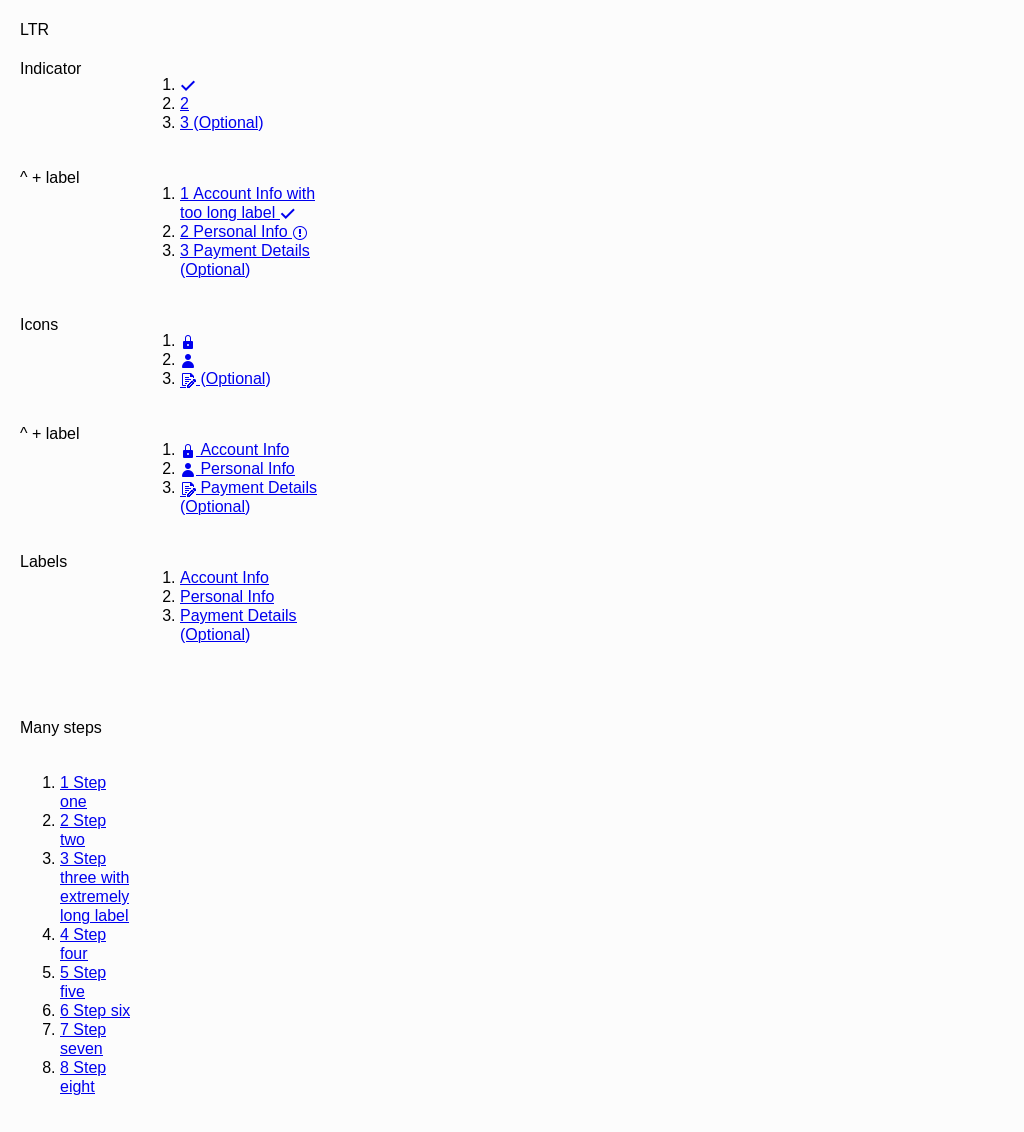 LTR
Indicator
1.
2. 2
3. 3 (Optional)
^ + label
1. 1 Account Info with
too long label
2. 2 Personal Info
3. 3 Payment Details
(Optional)
Icons
1.
2.
3. (Optional)
^ + label
1. Account Info
2. Personal Info
3. Payment Details
(Optional)
Labels
1. Account Info
2. Personal Info
3. Payment Details
(Optional)
Many steps
1. 1 Step
one
2. 2 Step
two
3. 3 Step
three with
extremely
long label
4. 4 Step
four
5. 5 Step
five
6. 6 Step six
7. 7 Step
seven
8. 8 Step
eight